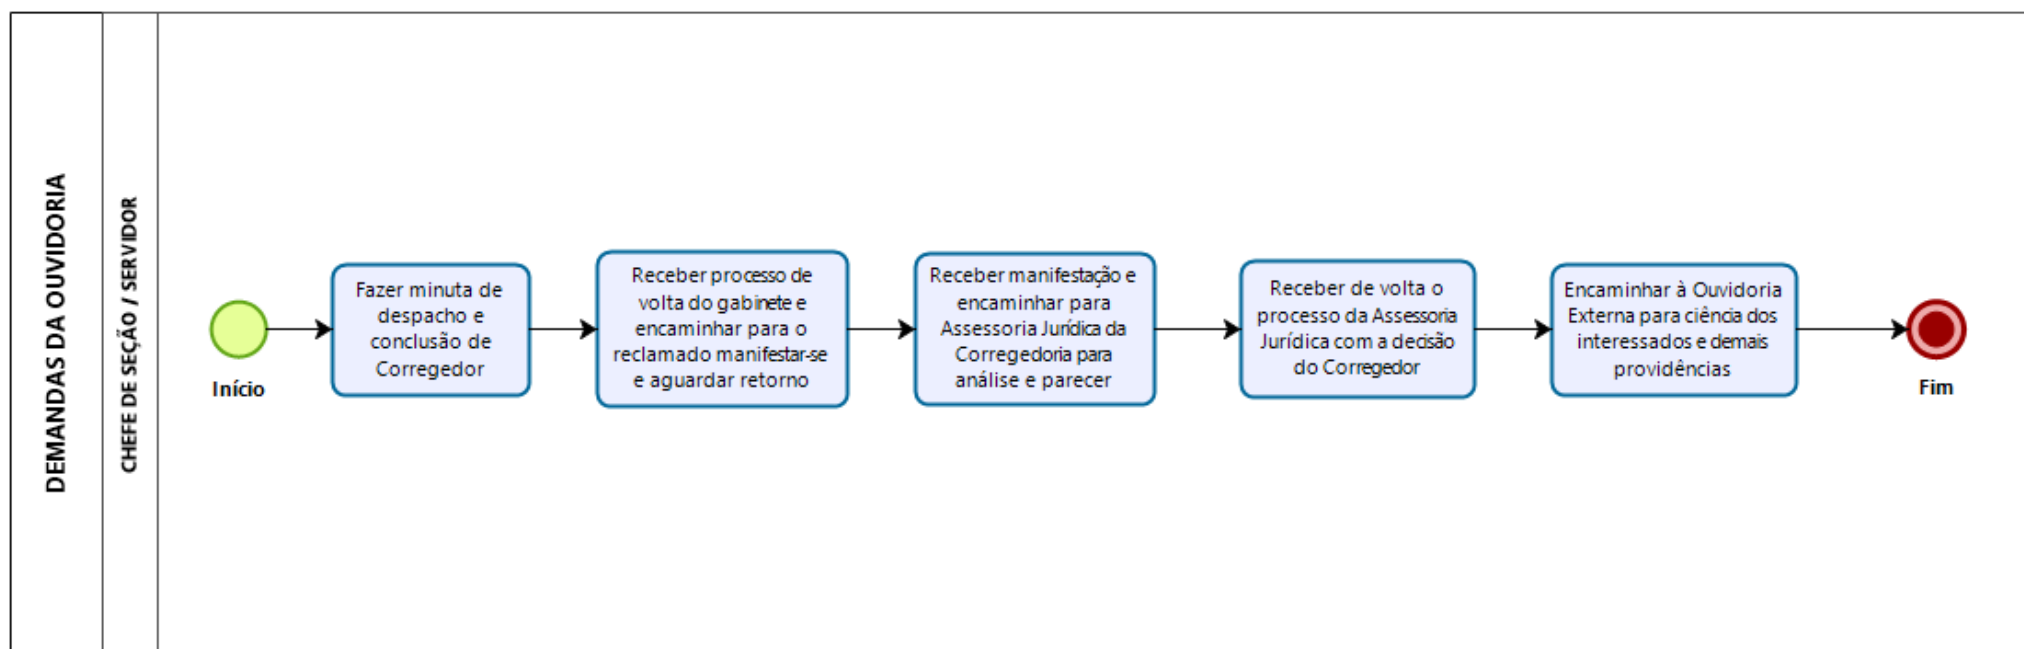 DEMANDAS DA OUVIDORIA
CHEFE DE SEÇÃO / SERVIDOR
Início
Fazer minuta de
despacho e
conclusão de
Corregedor
Receber processo de
volta do gabinete e
encaminhar para o
reclamado manifestar-se
e aguardar retorno
Receber manifestação e
encaminhar para
Assessoria Jurídica da
Corregedoria para
análise e parecer
Receber de volta o
processo da Assessoria
Jurídica com a decisão
do Corregedor
Encaminhar à Ouvidoria
Externa para ciência dos
interessados e demais
providências
Fim